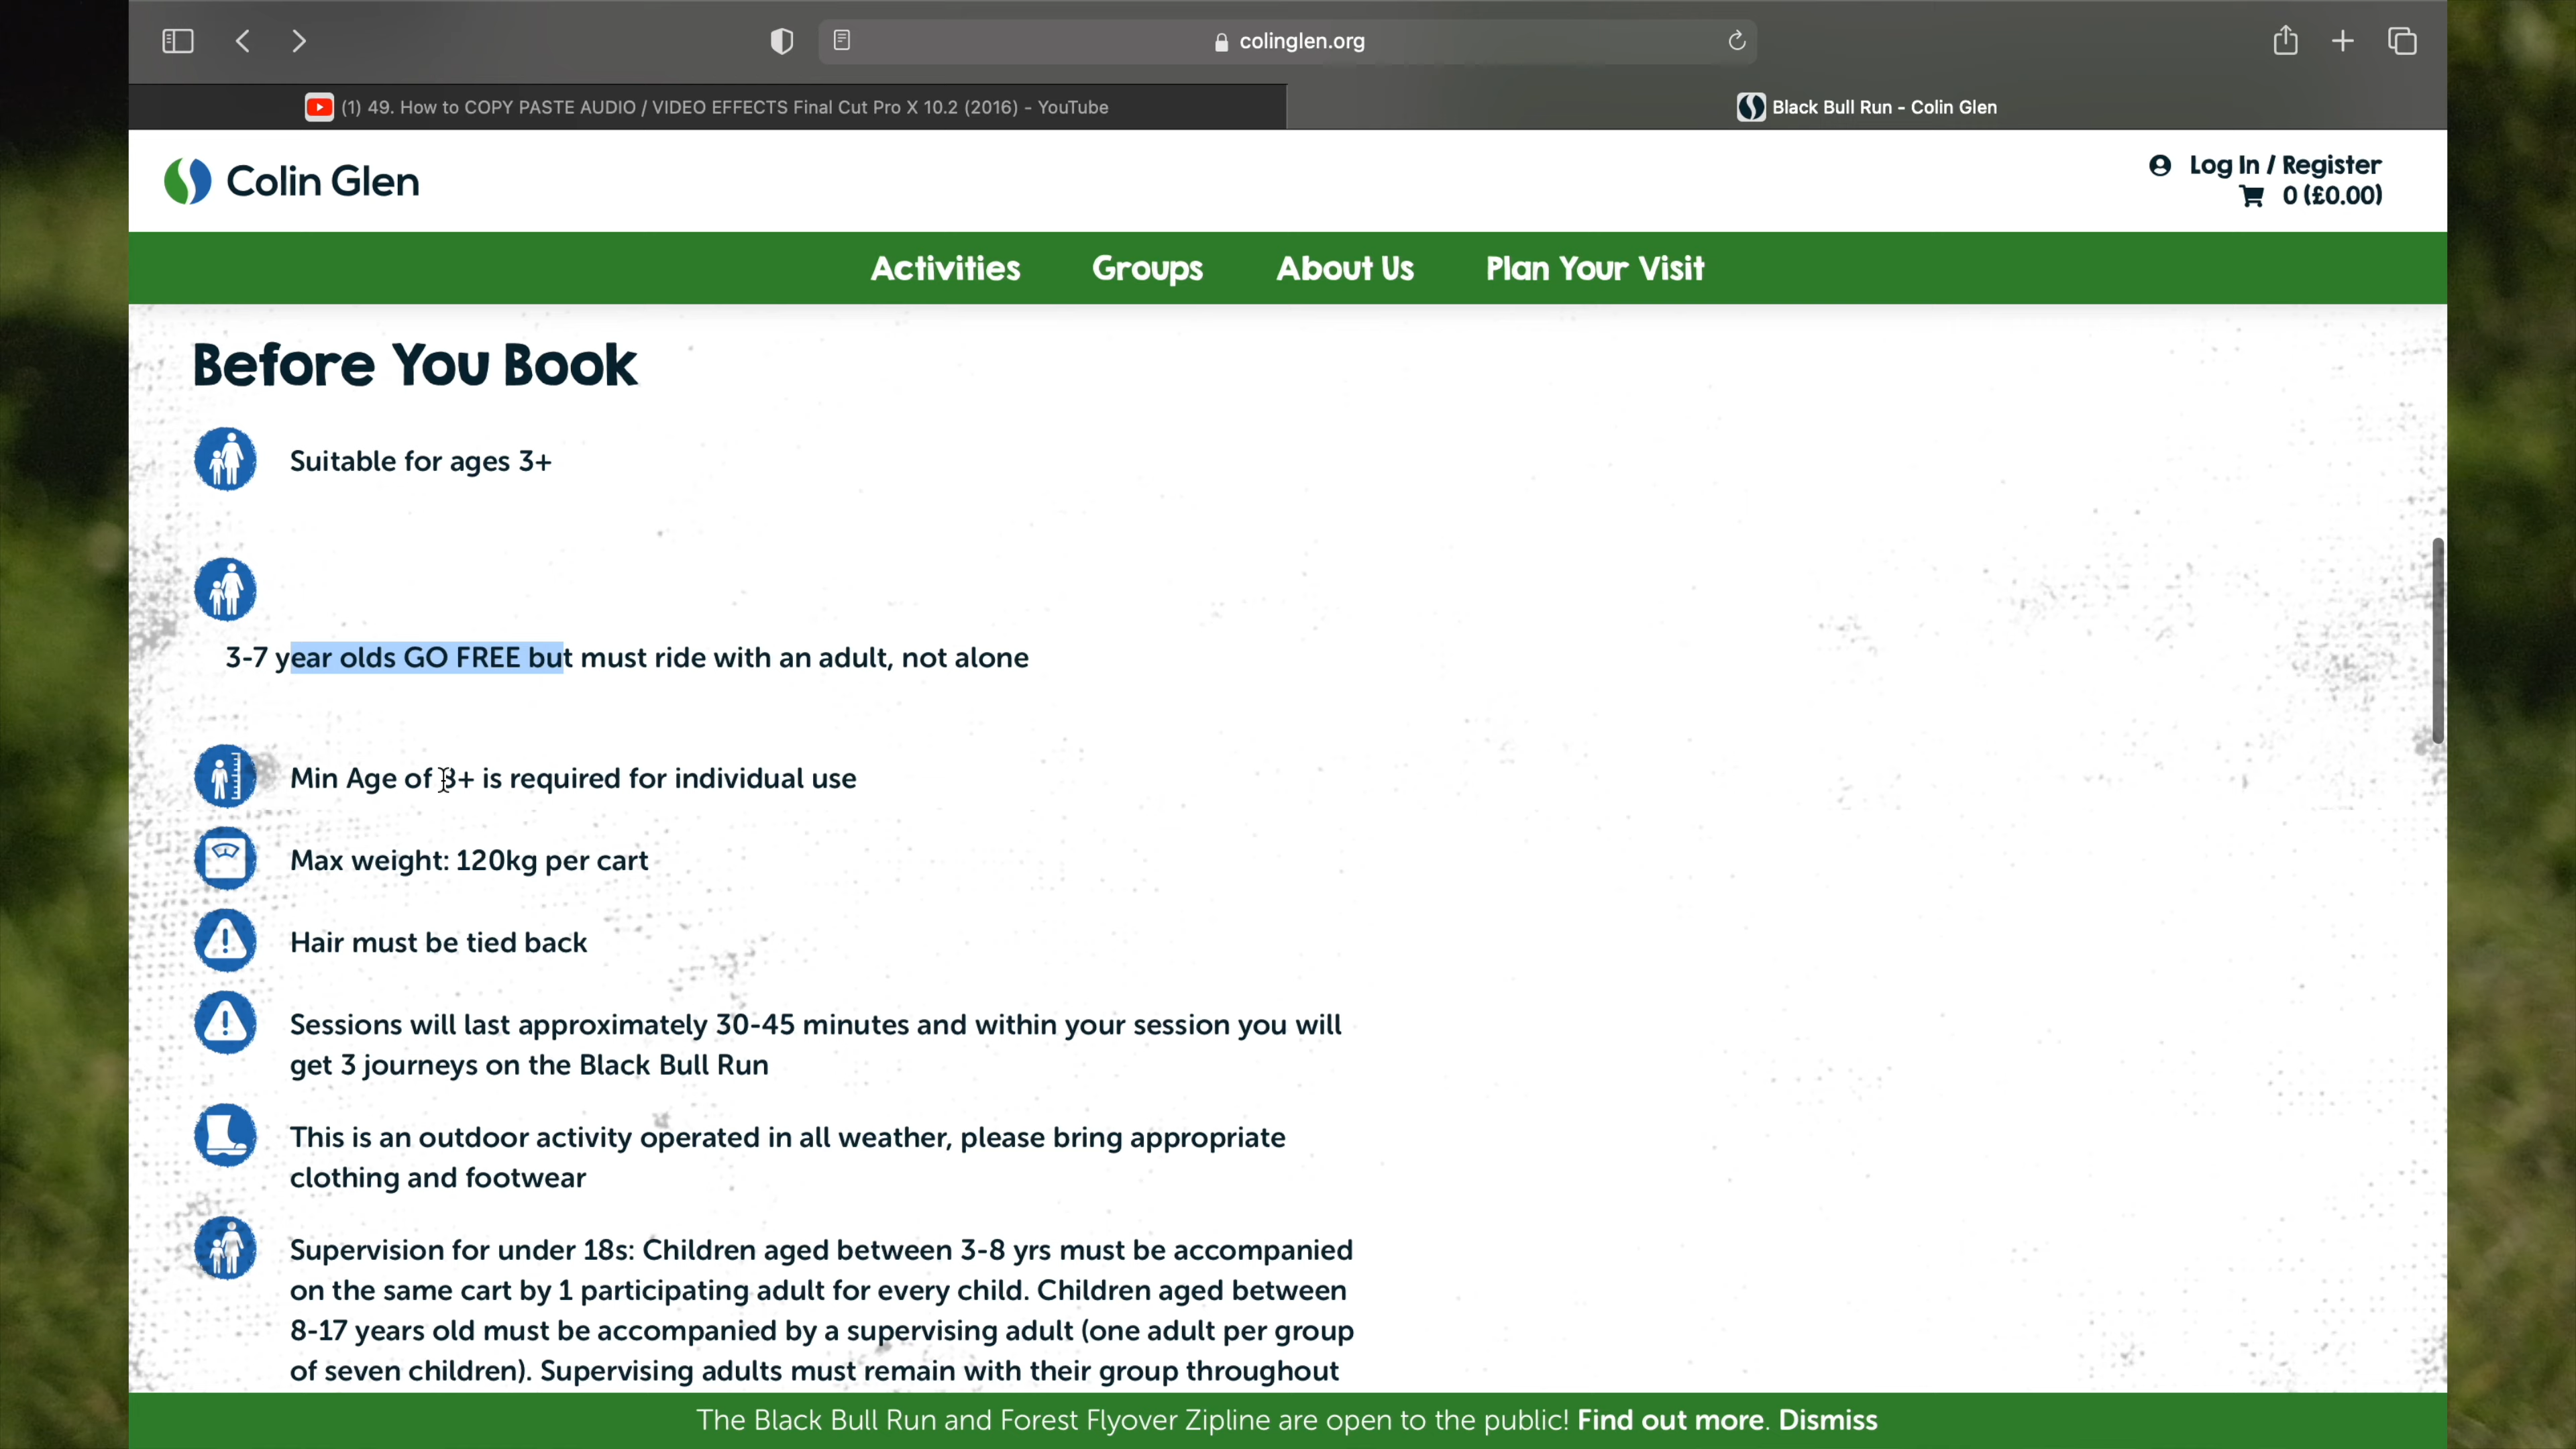 colinglen.org
(1) 49. How to COPY PASTE AUDIO / VIDEO EFFECTS Final Cut Pro X 10.2 (2016) - YouTube
Black Bull Run - Colin Glen
Colin Glen
Log In / Register
0 (£0.00)
Activities Groups About Us Plan Your Visit
Before You Book
Suitable for ages 3+
3-7 year olds GO FREE but must ride with an adult, not alone
Min Age of 8+ is required for individual use
Max weight: 120kg per cart
Hair must be tied back
Sessions will last approximately 30-45 minutes and within your session you will
get 3 journeys on the Black Bull Run
This is an outdoor activity operated in all weather, please bring appropriate
clothing and footwear
Supervision for under 18s: Children aged between 3-8 yrs must be accompanied
on the same cart by 1 participating adult for every child. Children aged between
8-17 years old must be accompanied by a supervising adult (one adult per group
of seven children). Supervising adults must remain with their group throughout
The Black Bull Run and Forest Flyover Zipline are open to the public! Find out more. Dismiss